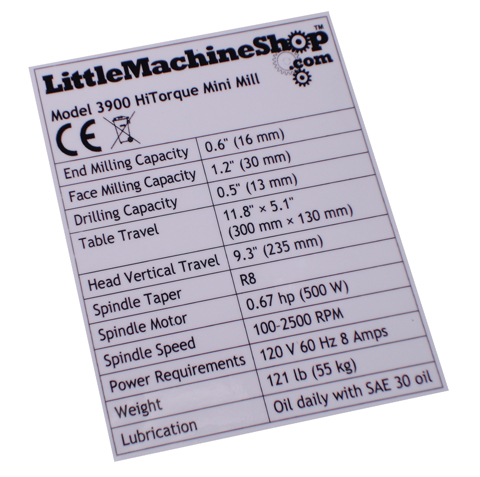 LittleMachineShop.com™
Model 3900 HiTorque Mini Mill
CE
End Milling Capacity 0.6" (16 mm)
Face Milling Capacity 1.2" (30 mm)
Drilling Capacity 0.5" (13 mm)
Table Travel 11.8" × 5.1"
(300 mm × 130 mm)
Head Vertical Travel 9.3" (235 mm)
Spindle Taper R8
Spindle Motor 0.67 hp (500 W)
Spindle Speed 100-2500 RPM
Power Requirements 120 V 60 Hz 8 Amps
Weight 121 lb (55 kg)
Lubrication Oil daily with SAE 30 oil